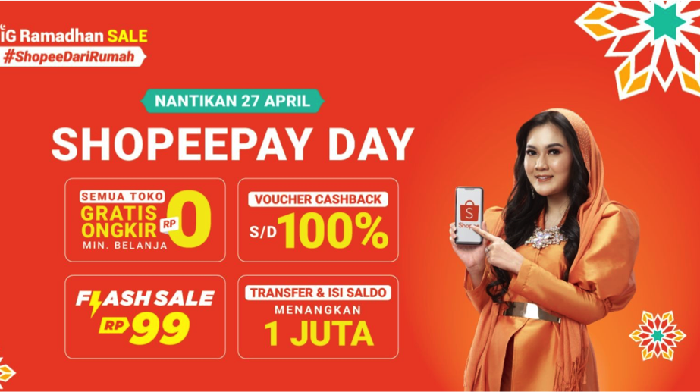 iG Ramadhan SALE
#ShopeeDariRumah
NANTIKAN 27 APRIL
SHOPEEPAY DAY
SEMUA TOKO
GRATIS
ONGKIR RP 0
MIN. BELANJA
VOUCHER CASHBACK
S/D 100%
FLASH SALE
RP 99
TRANSFER & ISI SALDO
MENANGKAN
1 JUTA
S